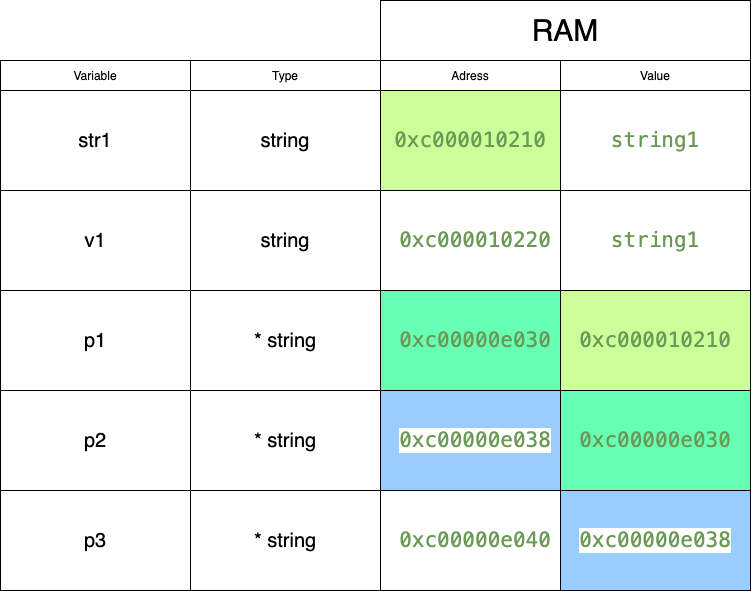 RAM
Variable Type Adress Value
str1 string 0xc000010210 string1
v1 string 0xc000010220 string1
p1 * string 0xc00000e030 0xc000010210
p2 * string 0xc00000e038 0xc00000e030
p3 * string 0xc00000e040 0xc00000e038